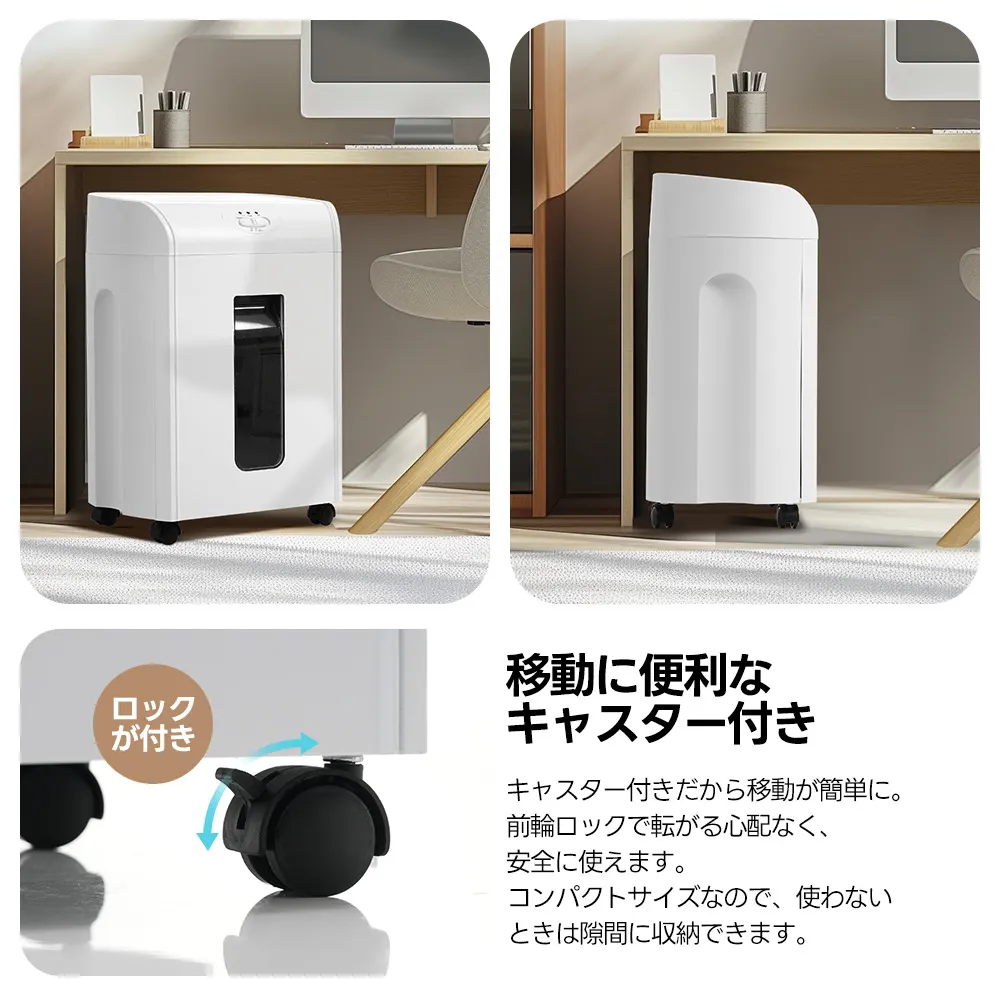 ロック
が付き
移動に便利な
キャスター付き
キャスター付きだから移動が簡単に。
前輪ロックで転がる心配なく、
安全に使えます。
コンパクトサイズなので、使わない
ときは隙間に収納できます。